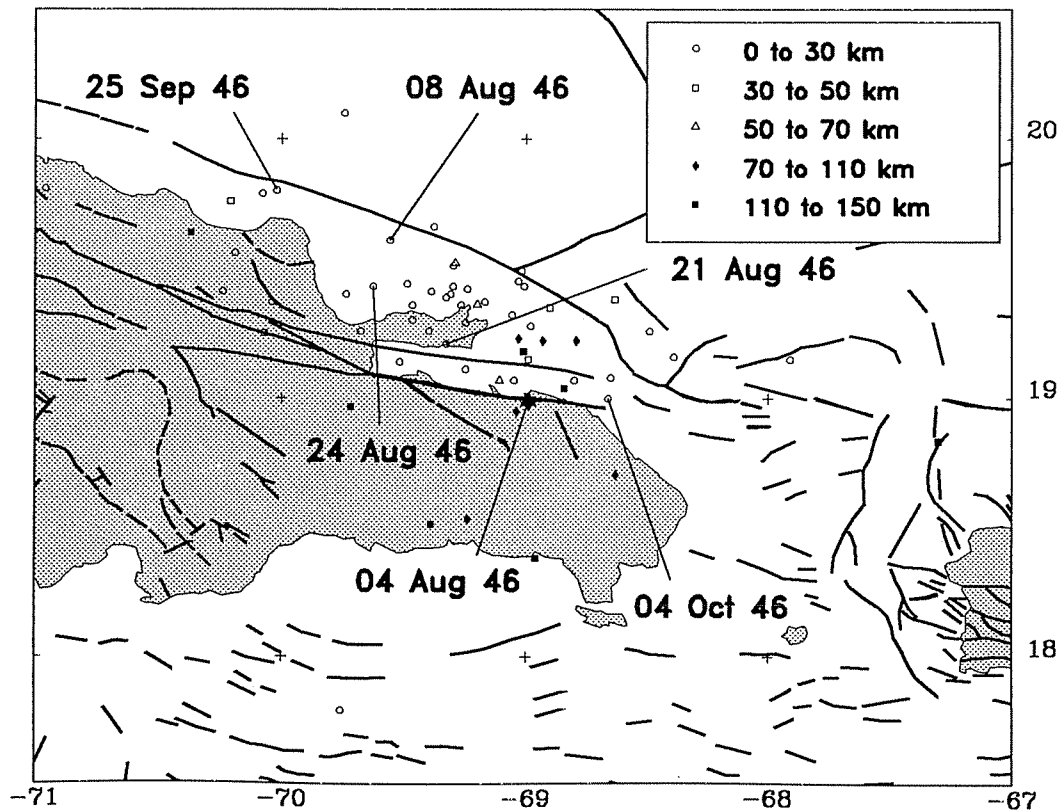 0 to 30 km
25 Sep 46
08 Aug 46
30 to 50 km
50 to 70 km
20
70 to 110 km
110 to 150 km
21 Aug 46
19
24 Aug 46
04 Aug 46
04 Oct 46
18
-71
-70
-69
-68
-67